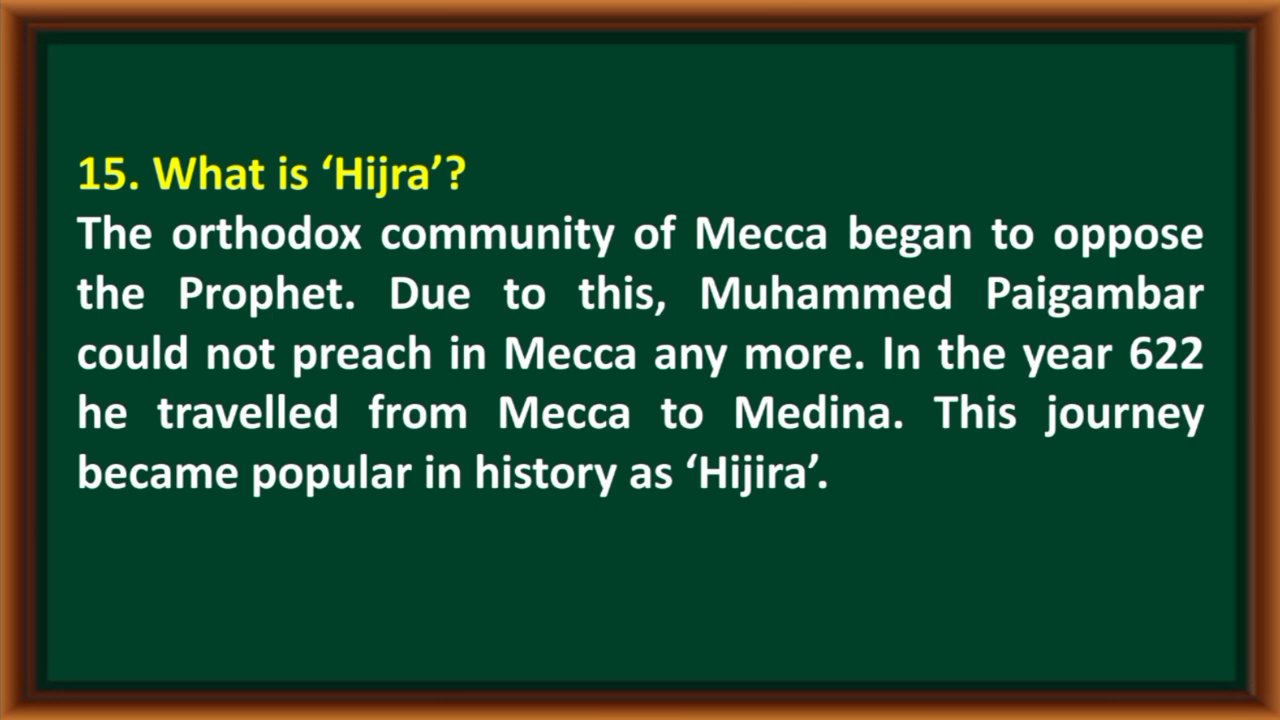 15. What is ‘Hijra’?
The orthodox community of Mecca began to oppose
the Prophet. Due to this, Muhammed Paigambar
could not preach in Mecca any more. In the year 622
he travelled from Mecca to Medina. This journey
became popular in history as ‘Hijira’.